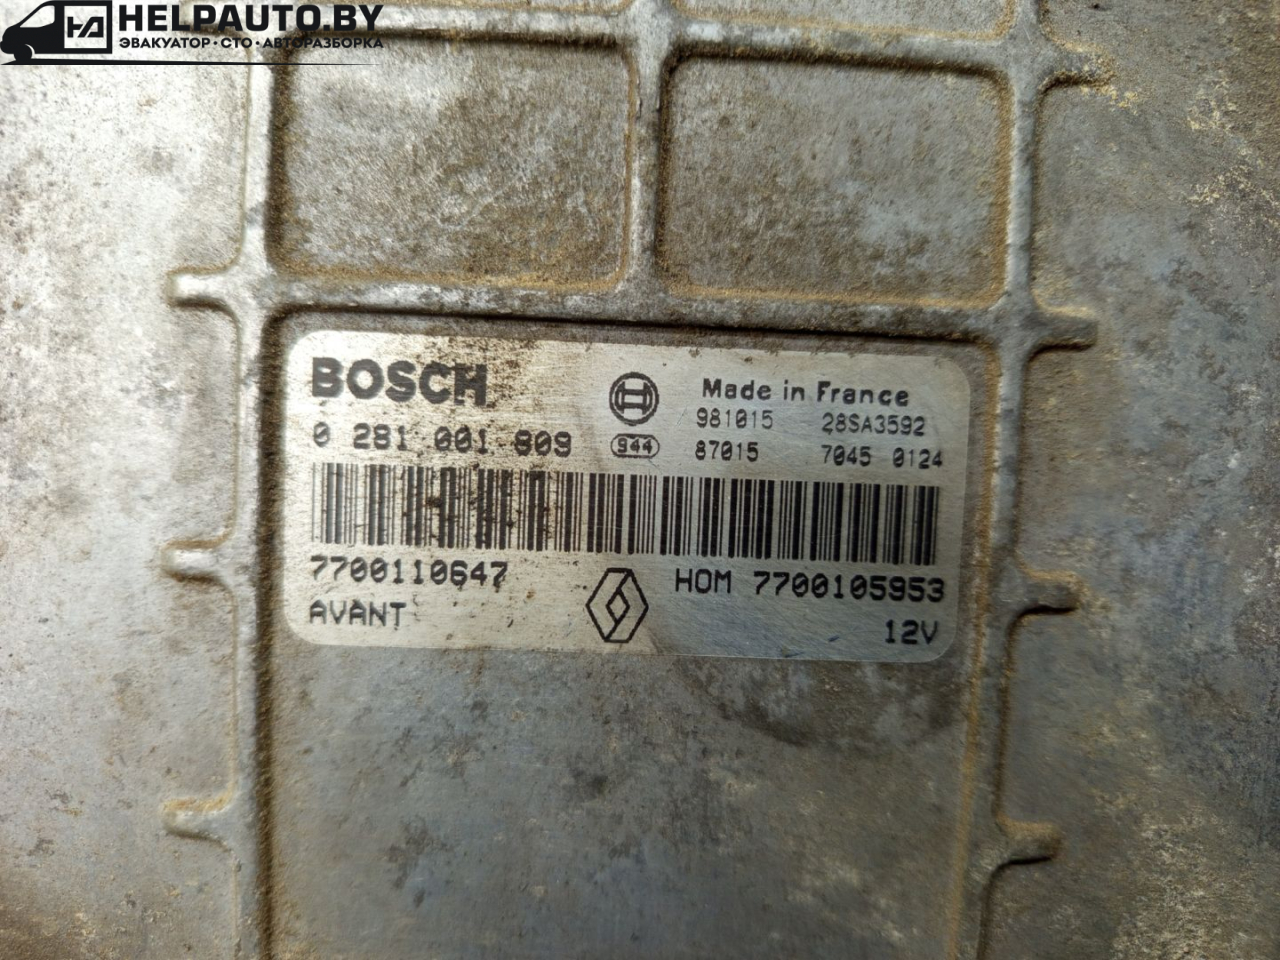 HELPAUTO.BY
ЭВАКУАТОР · СТО · АВТОРАЗБОРКА
BOSCH
Made in France
981015 28SA3592
0 281 001 809 944 87015 7045 0124
7700110647 HOM 7700105953
AVANT 12V